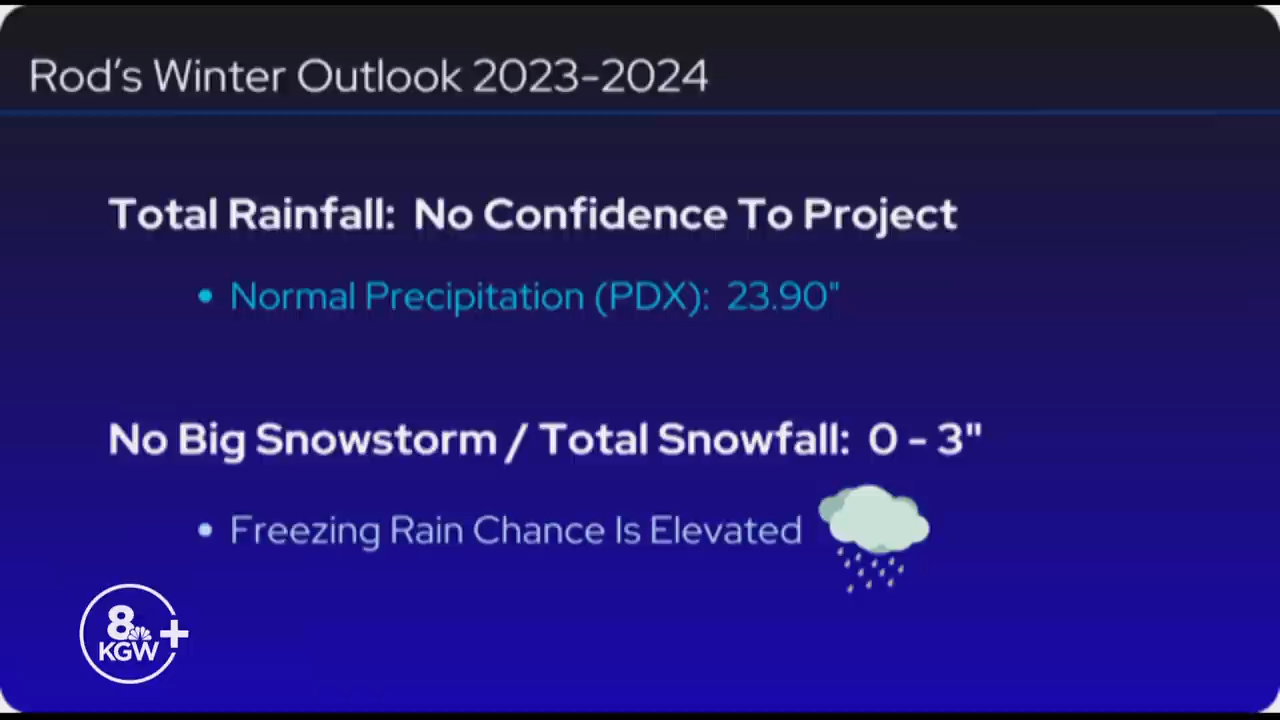 Rod's Winter Outlook 2023-2024
Total Rainfall: No Confidence To Project
• Normal Precipitation (PDX): 23.90"
No Big Snowstorm / Total Snowfall: 0 - 3"
• Freezing Rain Chance Is Elevated
8
KGW+